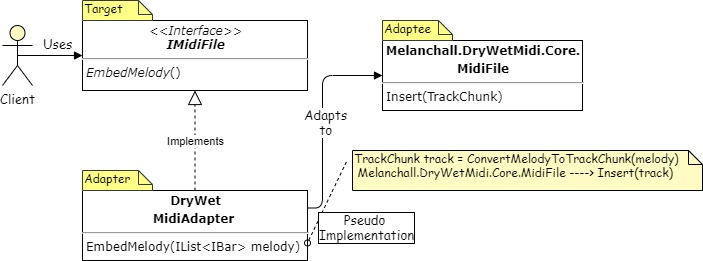 Target
<<Interface>>
IMidiFile
EmbedMelody()
Uses
Client
Adaptee
Melanchall.DryWetMidi.Core.
MidiFile
Insert(TrackChunk)
Adapts
to
Implements
Adapter
DryWet
MidiAdapter
EmbedMelody(IList<IBar> melody)
TrackChunk track = ConvertMelodyToTrackChunk(melody)
Melanchall.DryWetMidi.Core.MidiFile ----> Insert(track)
Pseudo
Implementation